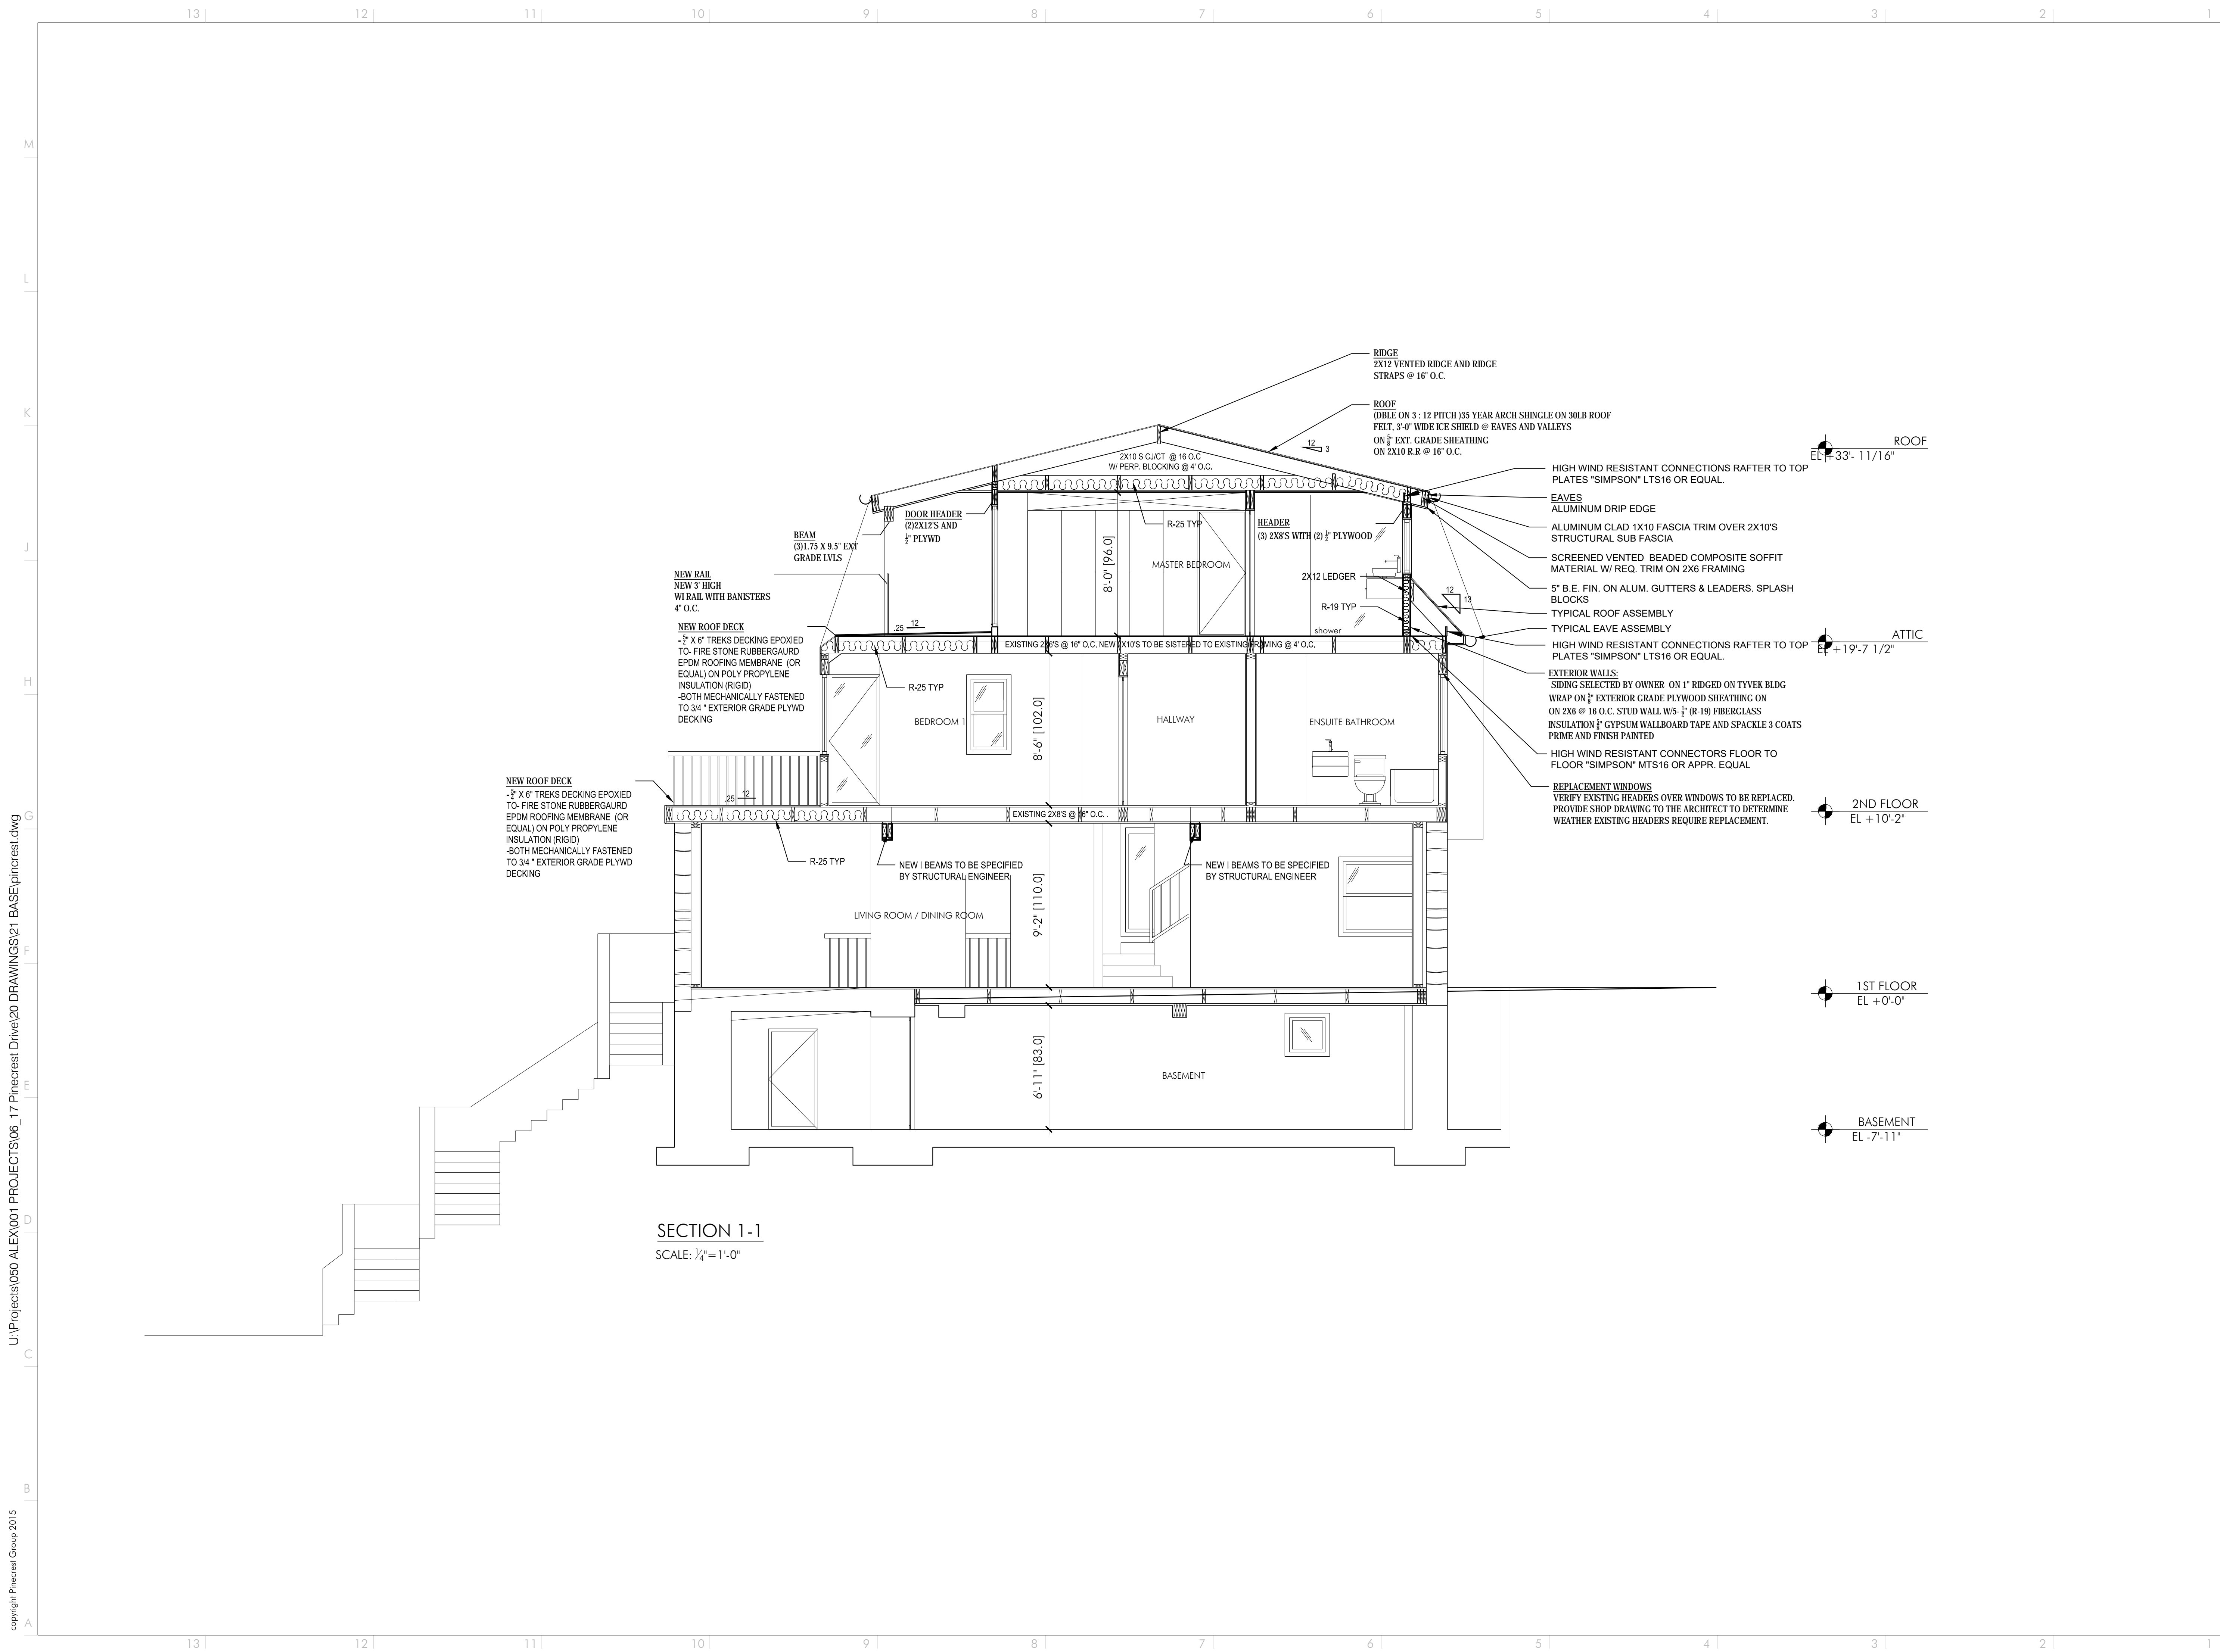 13 12 11 10 9 8 7 6 5 4 3 2 1
M
L
K
J
H
G
F
E
D
C
B
A
U:\Projects\050 ALEX\001 PROJECTS\06_17 Pinecrest Drive\20 DRAWINGS\21 BASE\pincrest.dwg
copyright Pinecrest Group 2015
RIDGE
2X12 VENTED RIDGE AND RIDGE
STRAPS @ 16" O.C.
ROOF
(DBLE ON 3 : 12 PITCH )35 YEAR ARCH SHINGLE ON 30LB ROOF
FELT, 3'-0" WIDE ICE SHIELD @ EAVES AND VALLEYS
ON 5/8" EXT. GRADE SHEATHING
ON 2X10 R.R @ 16" O.C.
12
3
2X10 S CJ/CT @ 16 O.C
W/ PERP. BLOCKING @ 4' O.C.
HIGH WIND RESISTANT CONNECTIONS RAFTER TO TOP
PLATES "SIMPSON" LTS16 OR EQUAL.
EAVES
ALUMINUM DRIP EDGE
ALUMINUM CLAD 1X10 FASCIA TRIM OVER 2X10'S
STRUCTURAL SUB FASCIA
SCREENED VENTED BEADED COMPOSITE SOFFIT
MATERIAL W/ REQ. TRIM ON 2X6 FRAMING
5" B.E. FIN. ON ALUM. GUTTERS & LEADERS. SPLASH
BLOCKS
TYPICAL ROOF ASSEMBLY
TYPICAL EAVE ASSEMBLY
HIGH WIND RESISTANT CONNECTIONS RAFTER TO TOP
PLATES "SIMPSON" LTS16 OR EQUAL.
EXTERIOR WALLS:
SIDING SELECTED BY OWNER ON 1" RIDGED ON TYVEK BLDG
WRAP ON 5/8" EXTERIOR GRADE PLYWOOD SHEATHING ON
ON 2X6 @ 16 O.C. STUD WALL W/5- 1/2" (R-19) FIBERGLASS
INSULATION 5/8" GYPSUM WALLBOARD TAPE AND SPACKLE 3 COATS
PRIME AND FINISH PAINTED
HIGH WIND RESISTANT CONNECTORS FLOOR TO
FLOOR "SIMPSON" MTS16 OR APPR. EQUAL
REPLACEMENT WINDOWS
VERIFY EXISTING HEADERS OVER WINDOWS TO BE REPLACED.
PROVIDE SHOP DRAWING TO THE ARCHITECT TO DETERMINE
WEATHER EXISTING HEADERS REQUIRE REPLACEMENT.
DOOR HEADER
(2)2X12'S AND
1/2" PLYWD
BEAM
(3)1.75 X 9.5" EXT
GRADE LVLS
HEADER
(3) 2X8'S WITH (2) 1/2" PLYWOOD
R-25 TYP
8'-0" [96.0]
MASTER BEDROOM
2X12 LEDGER
R-19 TYP
shower
12
13
NEW RAIL
NEW 3' HIGH
WI RAIL WITH BANISTERS
4" O.C.
NEW ROOF DECK
- 5/4" X 6" TREKS DECKING EPOXIED
TO- FIRE STONE RUBBERGAURD
EPDM ROOFING MEMBRANE (OR
EQUAL) ON POLY PROPYLENE
INSULATION (RIGID)
-BOTH MECHANICALLY FASTENED
TO 3/4 " EXTERIOR GRADE PLYWD
DECKING
.25 12
EXISTING 2X6'S @ 16" O.C. NEW 2X10'S TO BE SISTERED TO EXISTING FRAMING @ 4' O.C.
R-25 TYP
BEDROOM 1
8'-6" [102.0]
HALLWAY
ENSUITE BATHROOM
NEW ROOF DECK
- 5/4" X 6" TREKS DECKING EPOXIED
TO- FIRE STONE RUBBERGAURD
EPDM ROOFING MEMBRANE (OR
EQUAL) ON POLY PROPYLENE
INSULATION (RIGID)
-BOTH MECHANICALLY FASTENED
TO 3/4 " EXTERIOR GRADE PLYWD
DECKING
.25 12
EXISTING 2X8'S @ 16" O.C. .
R-25 TYP
NEW I BEAMS TO BE SPECIFIED
BY STRUCTURAL ENGINEER
NEW I BEAMS TO BE SPECIFIED
BY STRUCTURAL ENGINEER
LIVING ROOM / DINING ROOM
9'-2" [110.0]
6'-11" [83.0]
BASEMENT
ROOF
EL +33'- 11/16"
ATTIC
EL +19'-7 1/2"
2ND FLOOR
EL +10'-2"
1ST FLOOR
EL +0'-0"
BASEMENT
EL -7'-11"
SECTION 1-1
SCALE: 1/4"=1'-0"
13 12 11 10 9 8 7 6 5 4 3 2 1